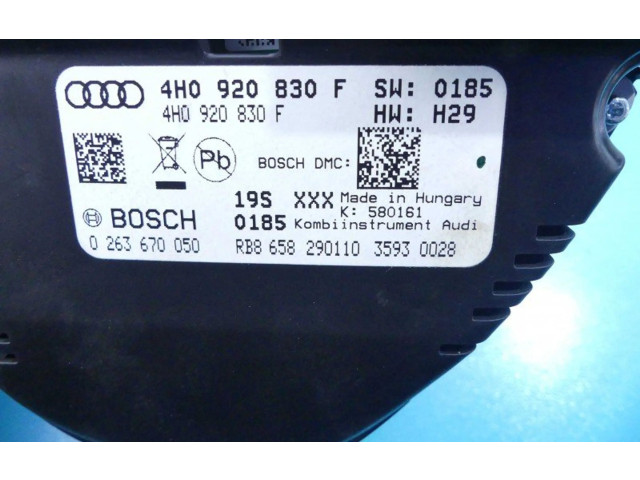 4H0 920 830 F SW: 0185
4H0 920 830 F HW: H29
Pb BOSCH DMC:
19S XXX Made in Hungary
K: 580161
BOSCH 0185 Kombiinstrument Audi
0 263 670 050 RB8 658 290110 3593 0028